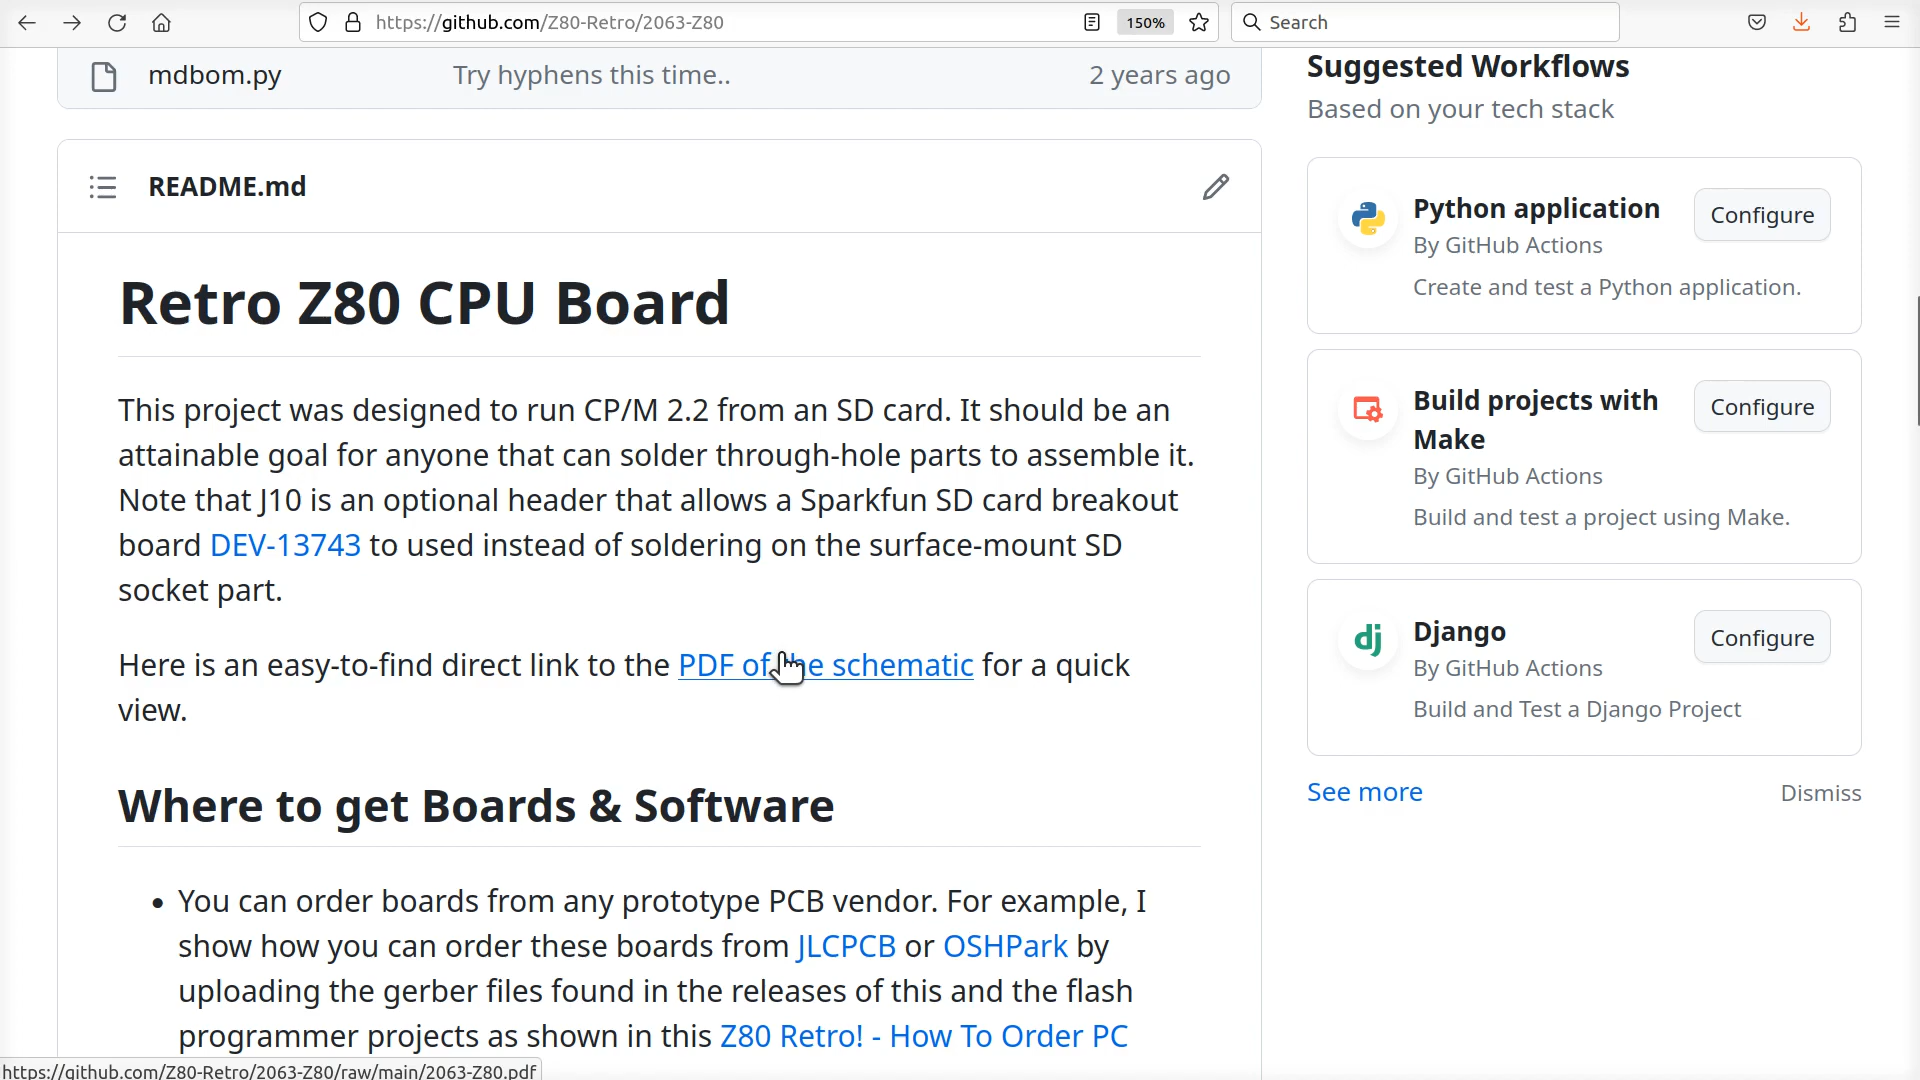 https://github.com/Z80-Retro/2063-Z80
150%
Search
mdbom.py
Try hyphens this time..
2 years ago
README.md
Retro Z80 CPU Board
This project was designed to run CP/M 2.2 from an SD card. It should be an
attainable goal for anyone that can solder through-hole parts to assemble it.
Note that J10 is an optional header that allows a Sparkfun SD card breakout
board DEV-13743 to used instead of soldering on the surface-mount SD
socket part.
Here is an easy-to-find direct link to the PDF of the schematic for a quick
view.
Where to get Boards & Software
• You can order boards from any prototype PCB vendor. For example, I
show how you can order these boards from JLCPCB or OSHPark by
uploading the gerber files found in the releases of this and the flash
programmer projects as shown in this Z80 Retro! - How To Order PC
https://github.com/Z80-Retro/2063-Z80/raw/main/2063-Z80.pdf
Suggested Workflows
Based on your tech stack
Python application
Configure
By GitHub Actions
Create and test a Python application.
Build projects with
Make
Configure
By GitHub Actions
Build and test a project using Make.
dj
Django
Configure
By GitHub Actions
Build and Test a Django Project
See more
Dismiss